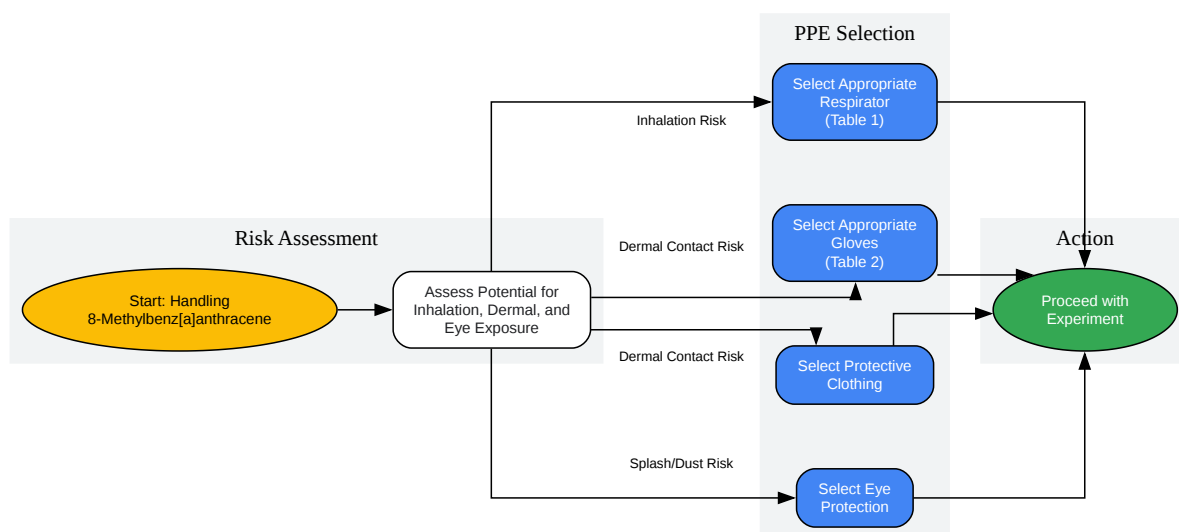 PPE Selection
Select Appropriate
Respirator
(Table 1)
Inhalation Risk
Risk Assessment
Start: Handling
8-Methylbenz[a]anthracene
Assess Potential for
Inhalation, Dermal, and
Eye Exposure
Dermal Contact Risk
Select Appropriate
Gloves
(Table 2)
Dermal Contact Risk
Select Protective
Clothing
Splash/Dust Risk
Select Eye
Protection
Action
Proceed with
Experiment